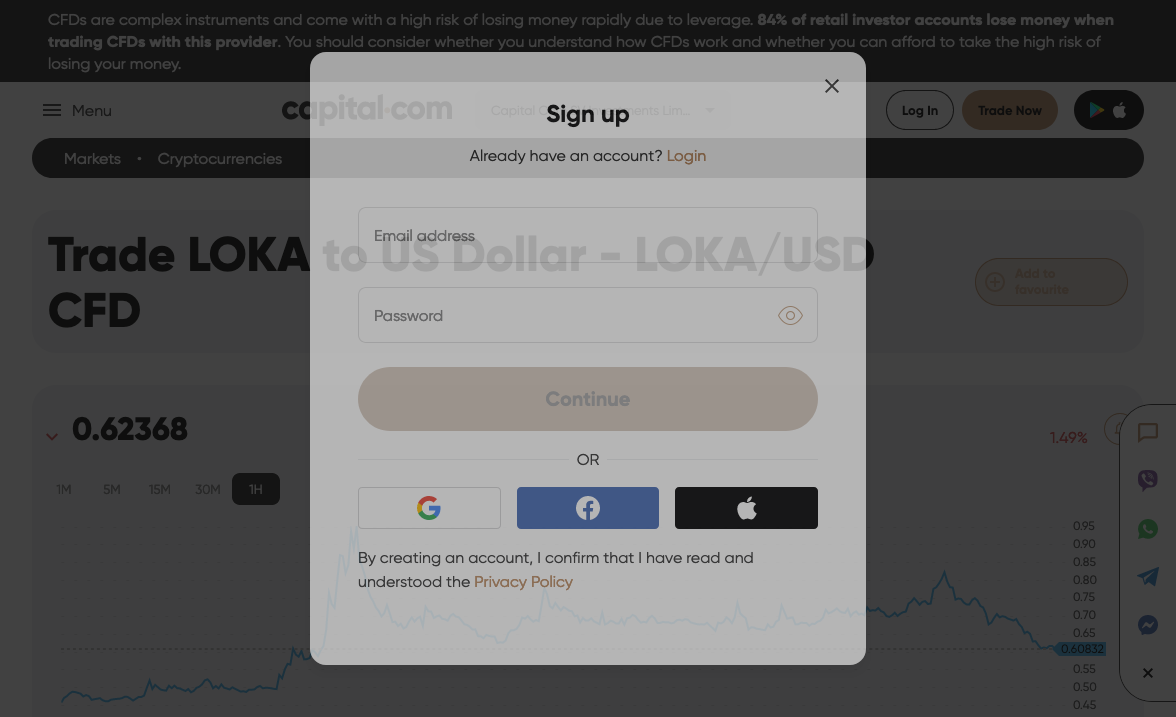 CFDs are complex instruments and come with a high risk of losing money rapidly due to leverage. 84% of retail investor accounts lose money when
trading CFDs with this provider. You should consider whether you understand how CFDs work and whether you can afford to take the high risk of
losing your money.
Menu
capital.com
Capital
ments Lim...
Log In
Trade Now
Sign up
Already have an account? Login
Markets
Cryptocurrencies
Email address
Trade LOKA to US Dollar - LOKA/USD
CFD
Add to
favourite
Password
Continue
0.62368
1.49%
OR
1M
5M
15M
30M
1H
By creating an account, I confirm that I have read and
understood the Privacy Policy
0.95
0.90
0.85
0.80
0.75
0.70
0.65
0.60832
0.55
0.50
0.45